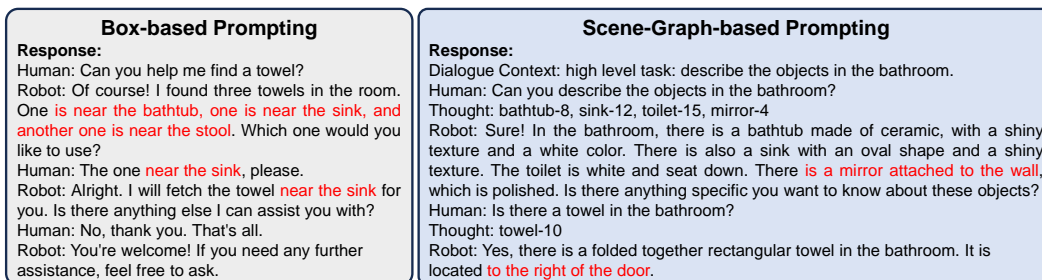 Box-based Prompting
Response:
Human: Can you help me find a towel?
Robot: Of course! I found three towels in the room.
One is near the bathtub, one is near the sink, and
another one is near the stool. Which one would you
like to use?
Human: The one near the sink, please.
Robot: Alright. I will fetch the towel near the sink for
you. Is there anything else I can assist you with?
Human: No, thank you. That's all.
Robot: You're welcome! If you need any further
assistance, feel free to ask.
Scene-Graph-based Prompting
Response:
Dialogue Context: high level task: describe the objects in the bathroom.
Human: Can you describe the objects in the bathroom?
Thought: bathtub-8, sink-12, toilet-15, mirror-4
Robot: Sure! In the bathroom, there is a bathtub made of ceramic, with a shiny
texture and a white color. There is also a sink with an oval shape and a shiny
texture. The toilet is white and seat down. There is a mirror attached to the wall,
which is polished. Is there anything specific you want to know about these objects?
Human: Is there a towel in the bathroom?
Thought: towel-10
Robot: Yes, there is a folded together rectangular towel in the bathroom. It is
located to the right of the door.